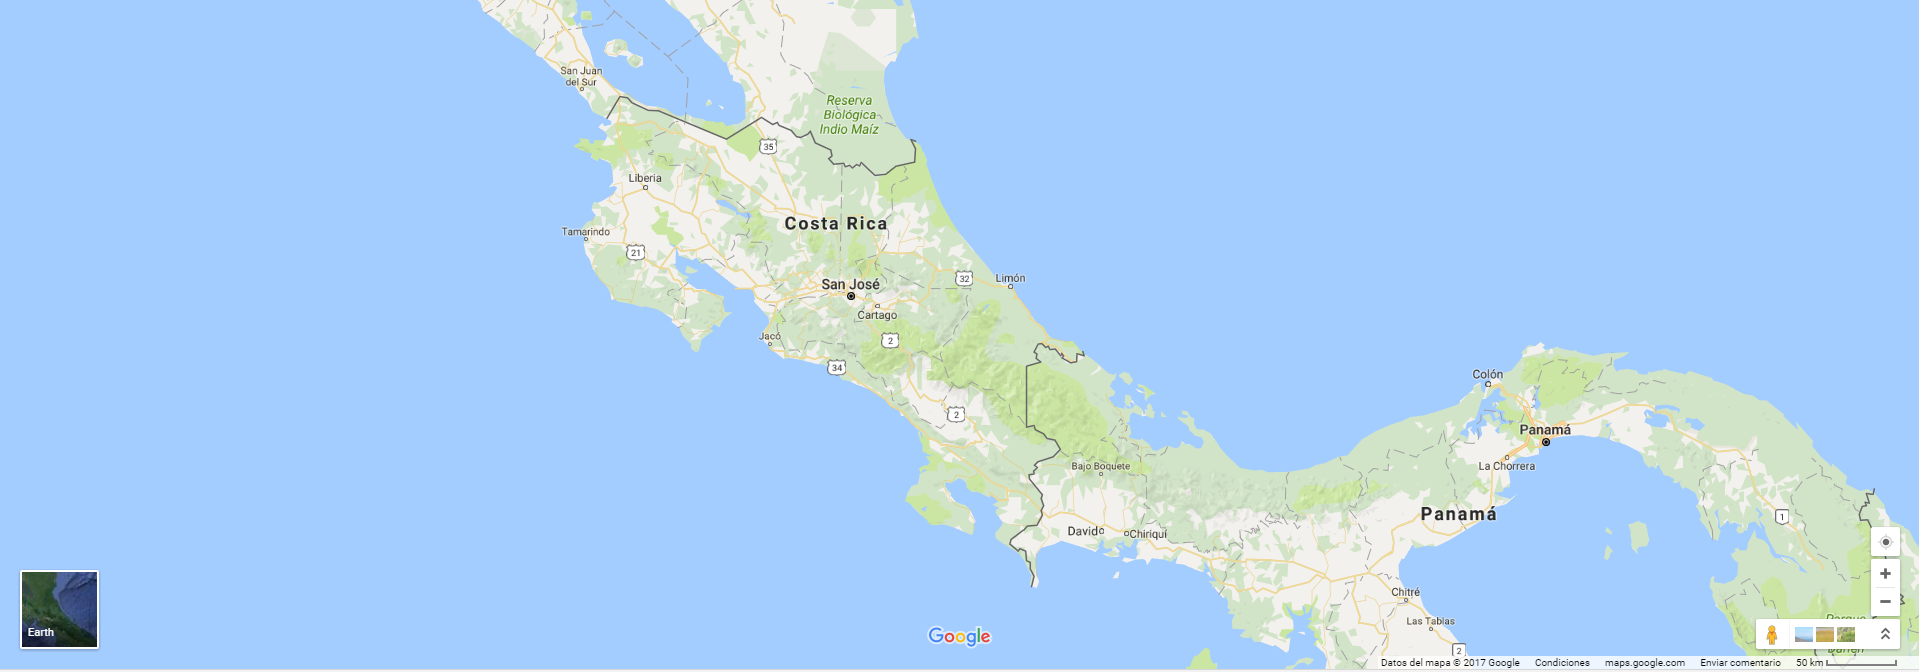 San Juan
del Sur
Reserva
Biológica
Indio Maíz
35
Liberia
Costa Rica
Tamarindo
21
32
Limón
San José
Cartago
Jacó
2
34
Colón
2
Panamá
Bajo Boquete
La Chorrera
Panamá
1
David
Chiriquí
Chitré
Las Tablas
Parque
Darién
2
Earth
Google
Datos del mapa © 2017 Google Condiciones maps.google.com Enviar comentario 50 km